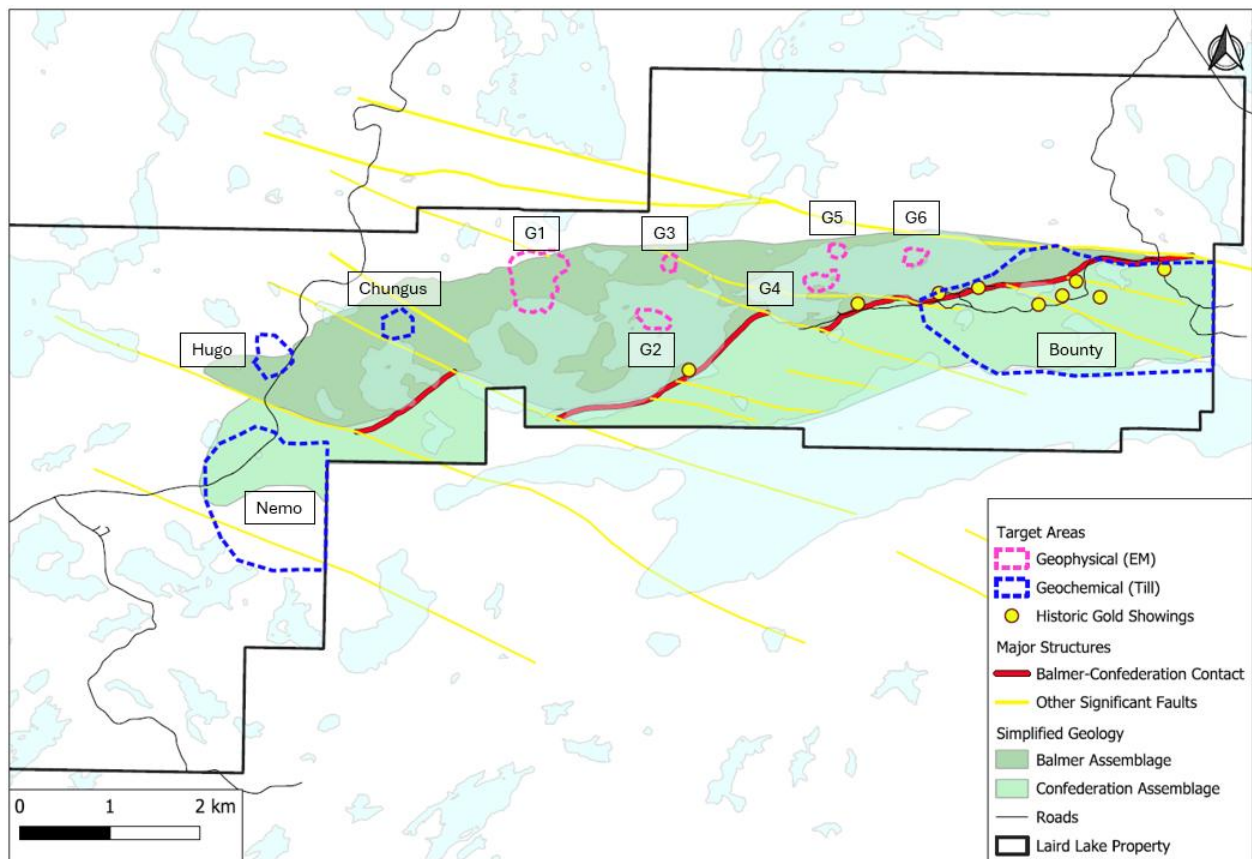 G1
G3
G5
G6
Chungus
G4
Hugo
G2
Bounty
Nemo
Target Areas
Geophysical (EM)
Geochemical (Till)
Historic Gold Showings
Major Structures
Balmer-Confederation Contact
Other Significant Faults
Simplified Geology
Balmer Assemblage
Confederation Assemblage
Roads
Laird Lake Property
0 1 2 km